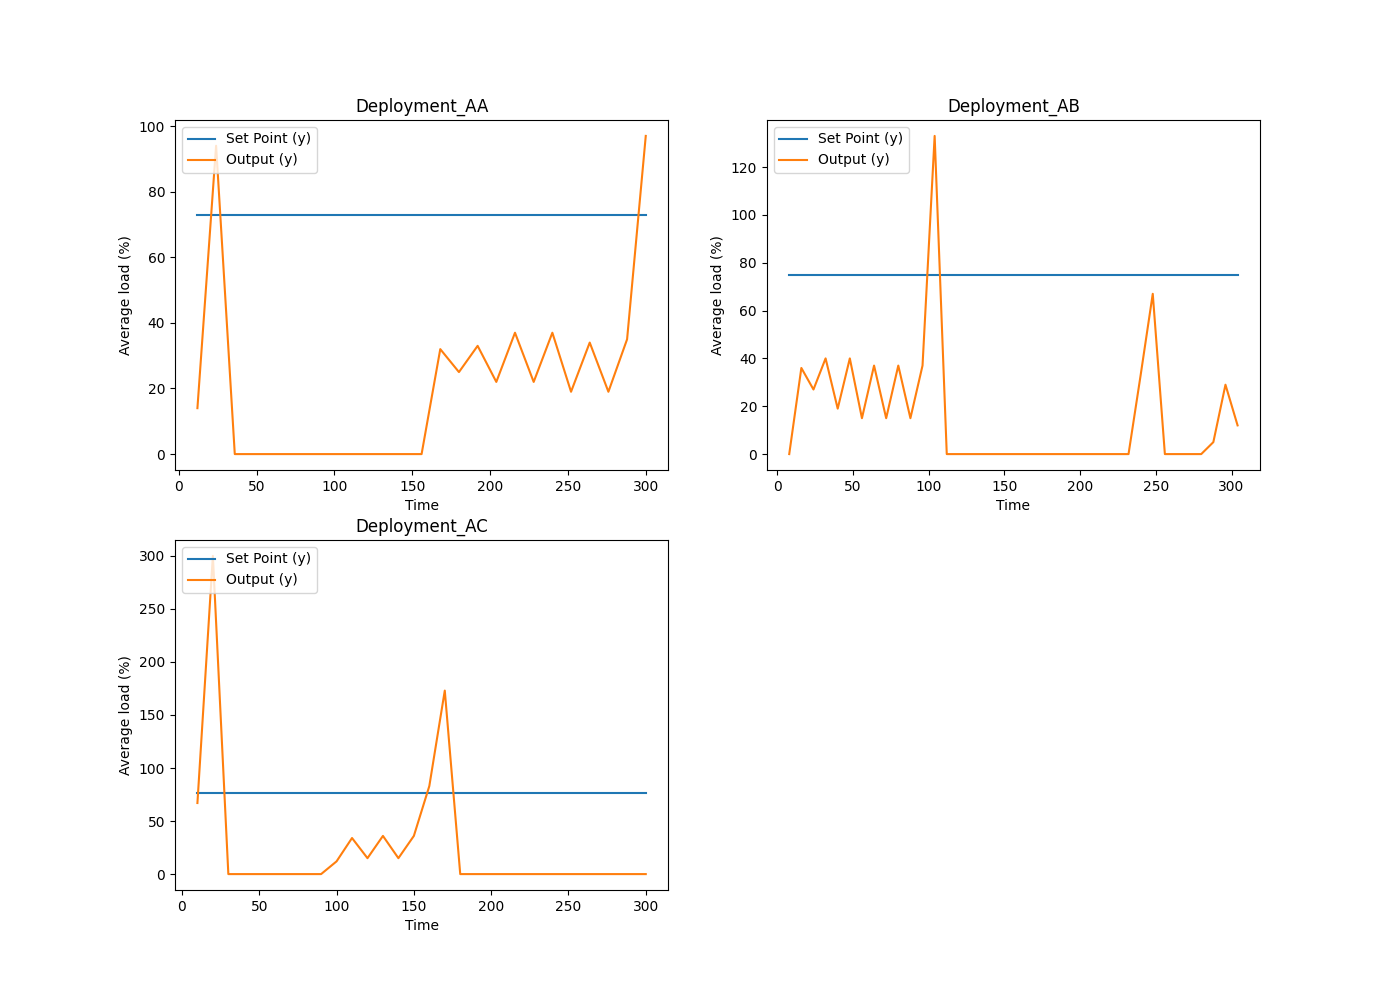 Deployment_AA
Set Point (y)
Output (y)
Average load (%)
100
80
60
40
20
0
0 50 100 150 200 250 300
Time
Deployment_AB
Set Point (y)
Output (y)
Average load (%)
120
100
80
60
40
20
0
0 50 100 150 200 250 300
Time
Deployment_AC
Set Point (y)
Output (y)
Average load (%)
300
250
200
150
100
50
0
0 50 100 150 200 250 300
Time